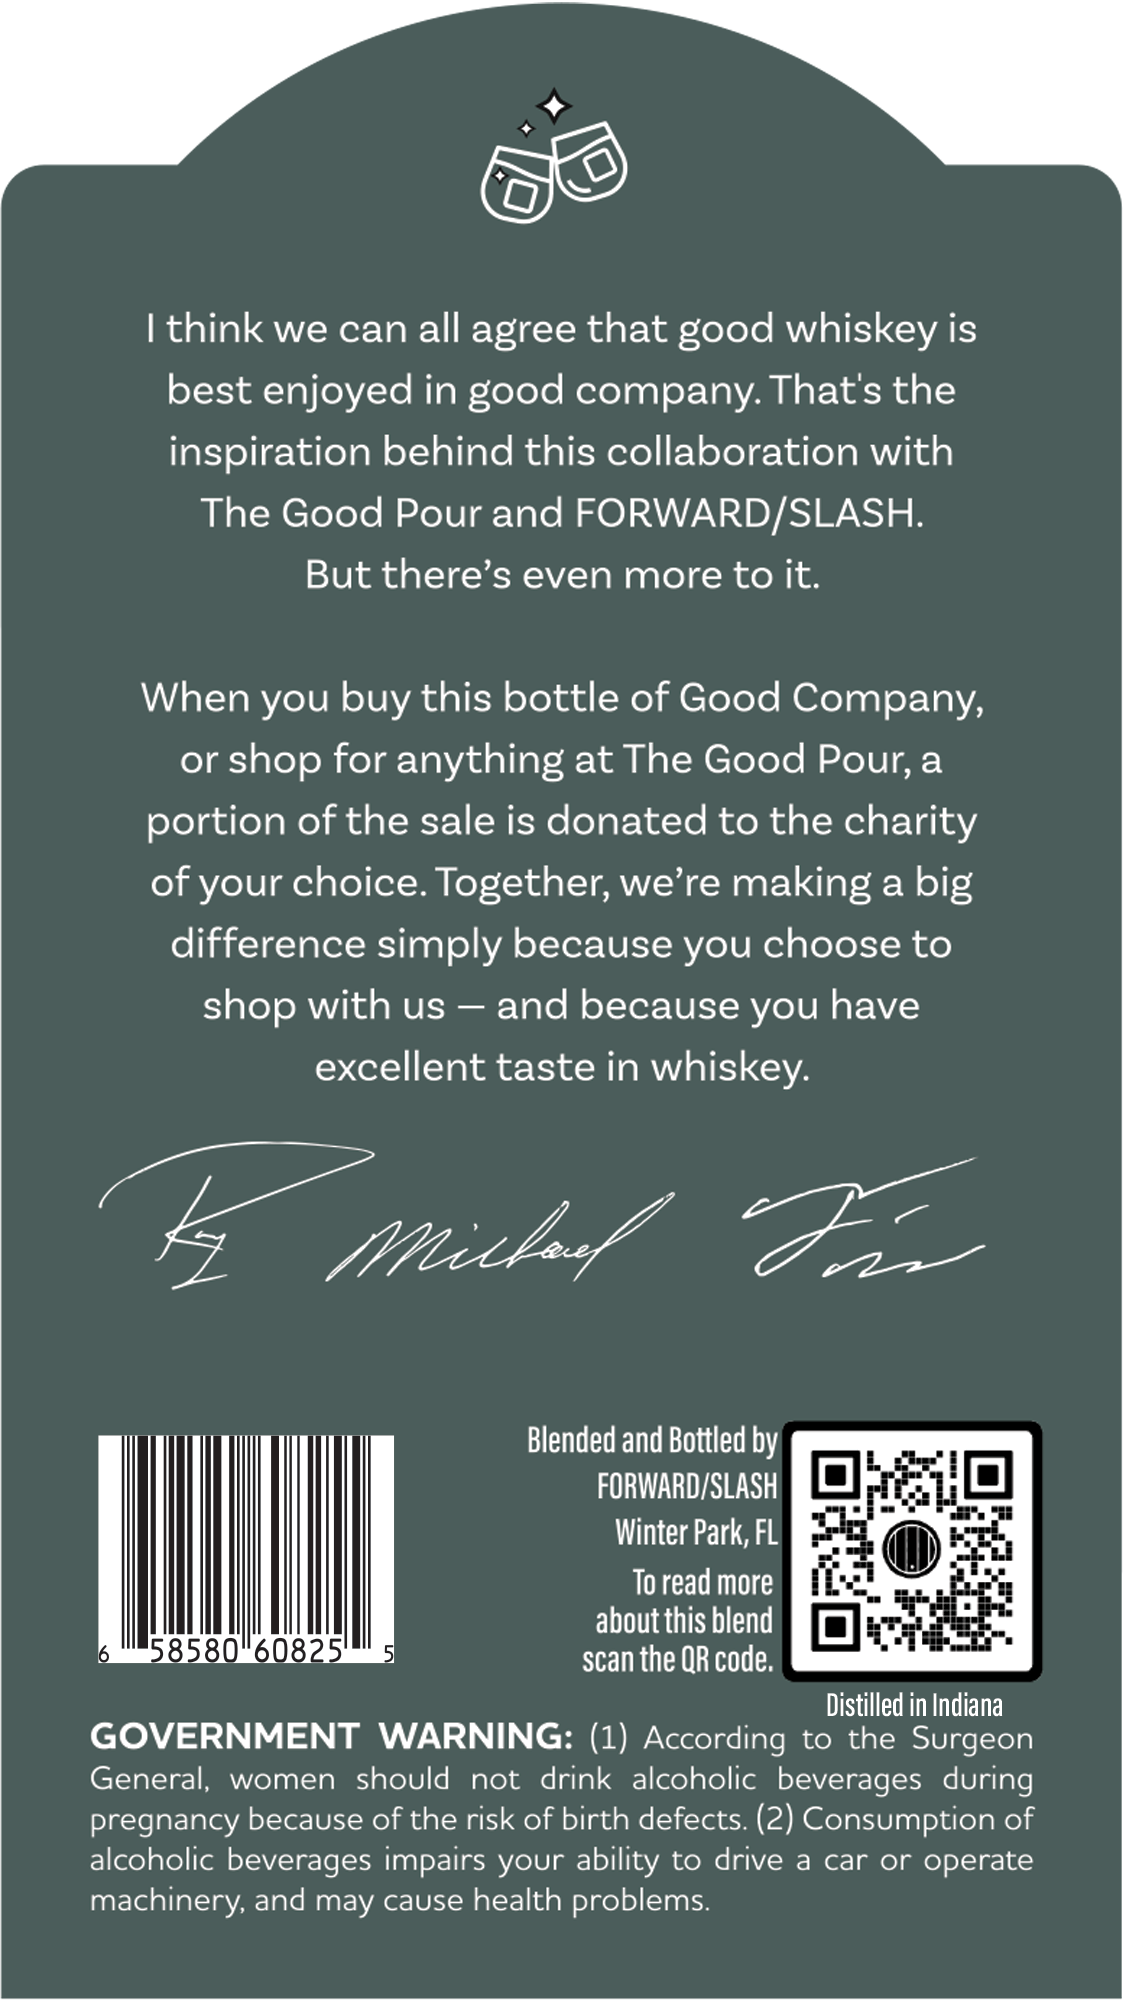 I think we can all agree that good whiskey is
best enjoyed in good company. That's the
inspiration behind this collaboration with
The Good Pour and FORWARD/SLASH.
But there’s even more to it.
When you buy this bottle of Good Company,
or shop for anything at The Good Pour, a
portion of the sale is donated to the charity
of your choice. Together, we’re making a big
difference simply because you choose to
shop with us — and because you have
excellent taste in whiskey.
Michael
6 58580 60825 5
Blended and Bottled by
FORWARD/SLASH
Winter Park, FL
To read more
about this blend
scan the QR code.
Distilled in Indiana
GOVERNMENT WARNING: (1) According to the Surgeon
General, women should not drink alcoholic beverages during
pregnancy because of the risk of birth defects. (2) Consumption of
alcoholic beverages impairs your ability to drive a car or operate
machinery, and may cause health problems.